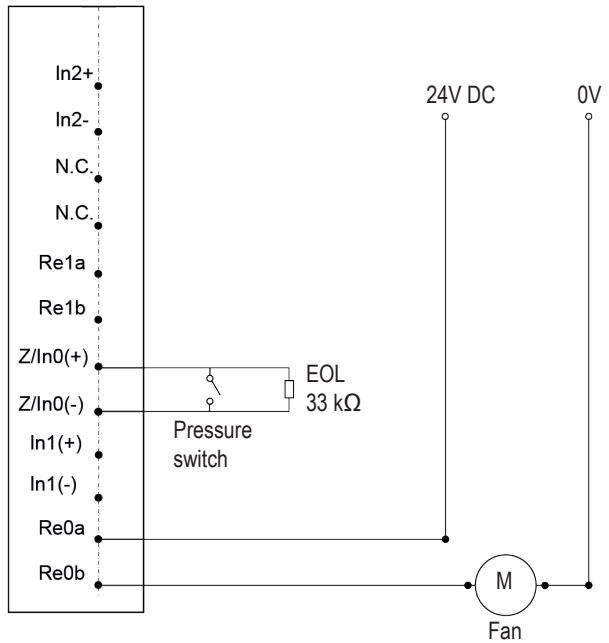 In2+
In2-
N.C.
N.C.
Re1a
Re1b
Z/In0(+)
Z/In0(-)
In1(+)
In1(-)
Re0a
Re0b
24V DC
0V
EOL
33 kΩ
Pressure
switch
M
Fan